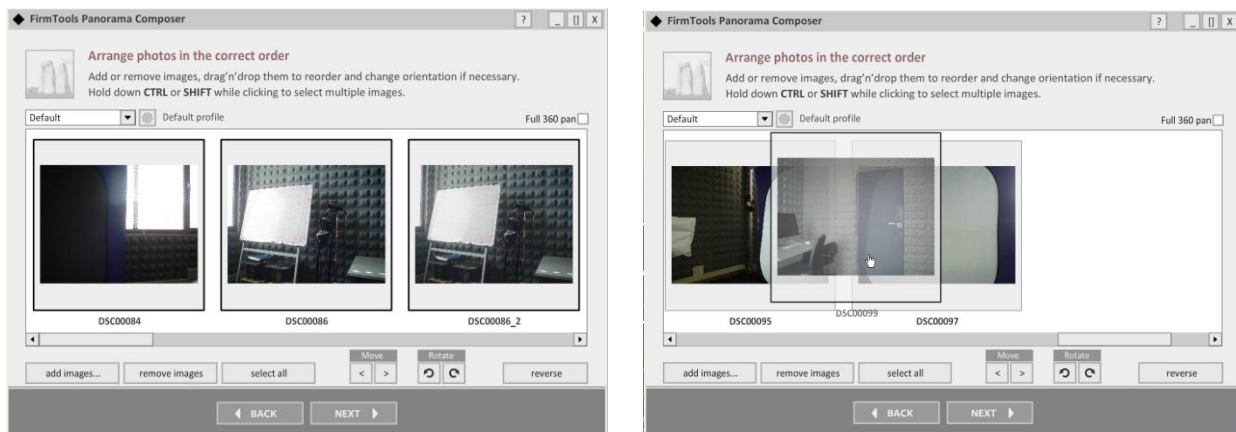 FirmTools Panorama Composer
? _ [] X
Arrange photos in the correct order
Add or remove images, drag'n'drop them to reorder and change orientation if necessary.
Hold down CTRL or SHIFT while clicking to select multiple images.
Default
Default profile
Full 360 pan
DSC00084
DSC00086
DSC00086_2
Move
Rotate
add images...
remove images
select all
< >
reverse
BACK
NEXT
FirmTools Panorama Composer
? _ [] X
Arrange photos in the correct order
Add or remove images, drag'n'drop them to reorder and change orientation if necessary.
Hold down CTRL or SHIFT while clicking to select multiple images.
Default
Default profile
Full 360 pan
DSC00095
DSC00099
DSC00097
Move
Rotate
add images...
remove images
select all
< >
reverse
BACK
NEXT